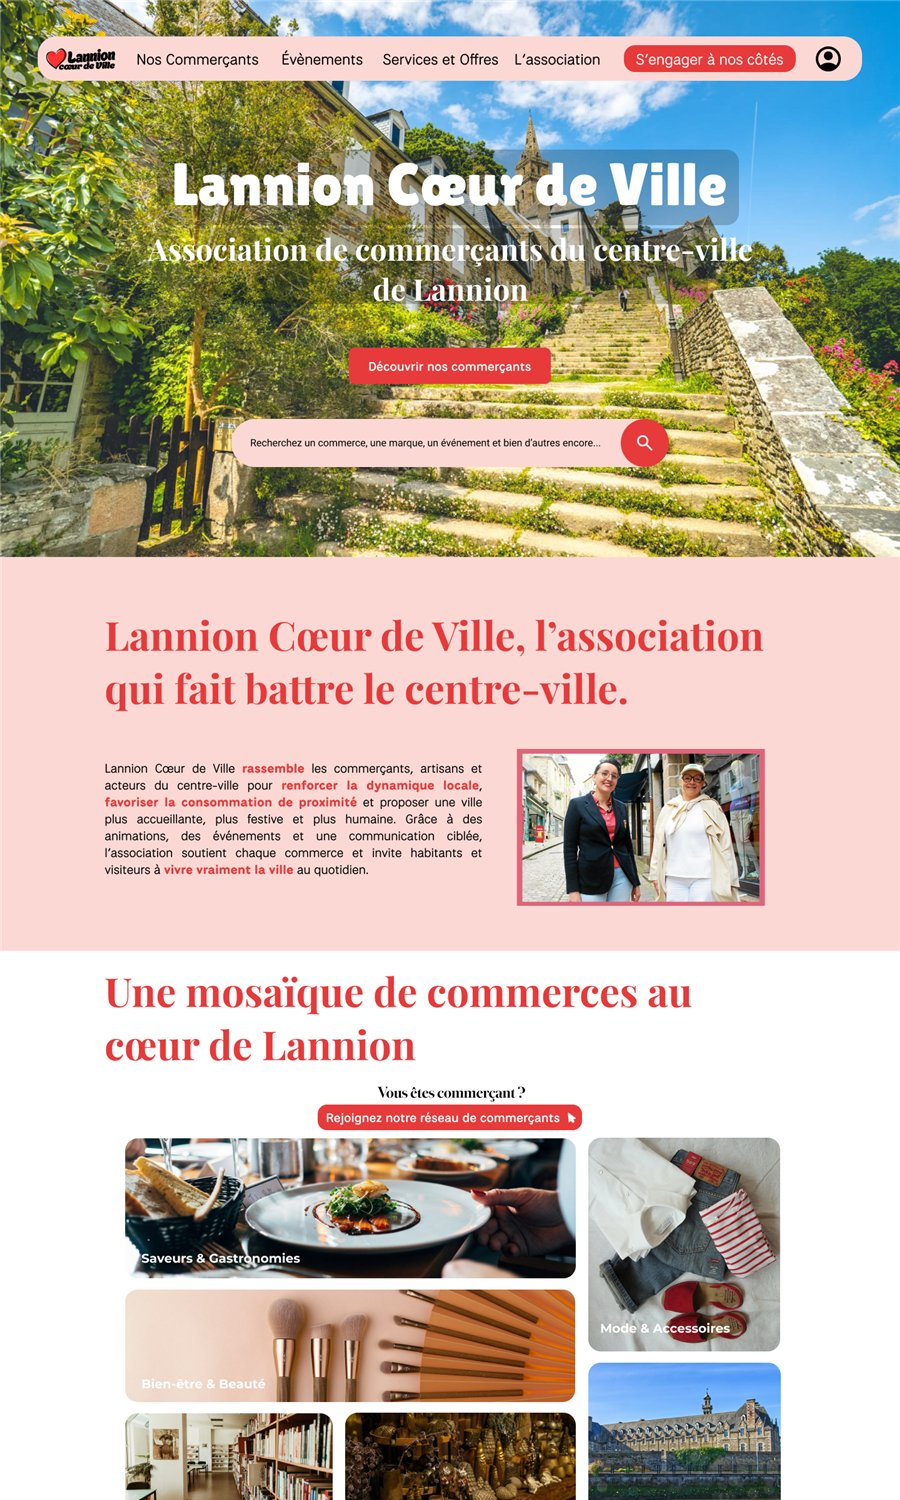 Lannion
cœur de Ville
Nos Commerçants
Évènements
Services et Offres
L'association
S'engager à nos côtés
Lannion Cœur de Ville
Association de commerçants du centre-ville
de Lannion
Découvrir nos commerçants
Recherchez un commerce, une marque, un événement et bien d'autres encore...
Lannion Cœur de Ville, l'association
qui fait battre le centre-ville.
Lannion Cœur de Ville rassemble les commerçants, artisans et
acteurs du centre-ville pour renforcer la dynamique locale,
favoriser la consommation de proximité et proposer une ville
plus accueillante, plus festive et plus humaine. Grâce à des
animations, des événements et une communication ciblée,
l'association soutient chaque commerce et invite habitants et
visiteurs à vivre vraiment la ville au quotidien.
Une mosaïque de commerces au
cœur de Lannion
Vous êtes commerçant ?
Rejoignez notre réseau de commerçants
Saveurs & Gastronomies
Mode & Accessoires
Bien-être & Beauté